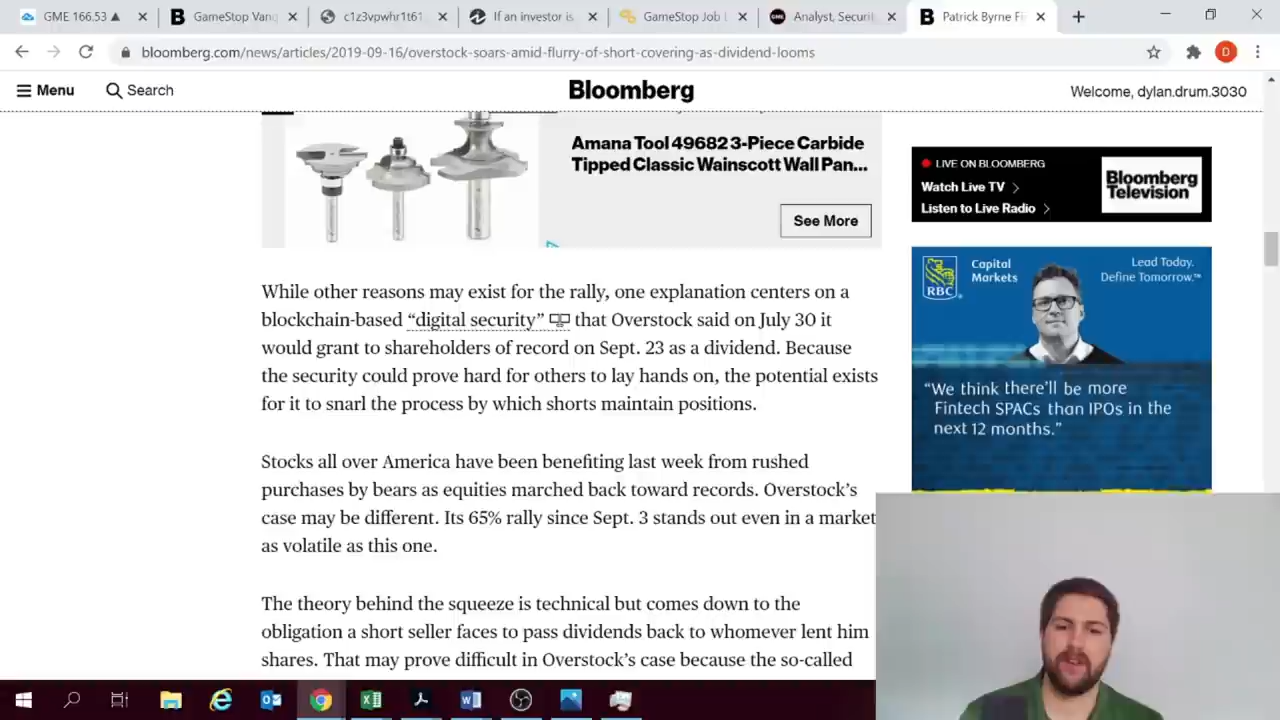 GME 166.53 ▲
GameStop Vanq
c1z3vpwhr1t61
If an investor is
GameStop Job L
Analyst, Securit
Patrick Byrne Fi
bloomberg.com/news/articles/2019-09-16/overstock-soars-amid-flurry-of-short-covering-as-dividend-looms
D
Menu
Search
Bloomberg
Welcome, dylan.drum.3030
Amana Tool 49682 3-Piece Carbide
Tipped Classic Wainscott Wall Pan...
See More
While other reasons may exist for the rally, one explanation centers on a
blockchain-based “digital security” that Overstock said on July 30 it
would grant to shareholders of record on Sept. 23 as a dividend. Because
the security could prove hard for others to lay hands on, the potential exists
for it to snarl the process by which shorts maintain positions.
Stocks all over America have been benefiting last week from rushed
purchases by bears as equities marched back toward records. Overstock’s
case may be different. Its 65% rally since Sept. 3 stands out even in a market
as volatile as this one.
The theory behind the squeeze is technical but comes down to the
obligation a short seller faces to pass dividends back to whomever lent him
shares. That may prove difficult in Overstock’s case because the so-called
LIVE ON BLOOMBERG
Watch Live TV
Listen to Live Radio
Bloomberg
Television
RBC
Capital
Markets
Lead Today.
Define Tomorrow.™
“We think there’ll be more
Fintech SPACs than IPOs in the
next 12 months.”